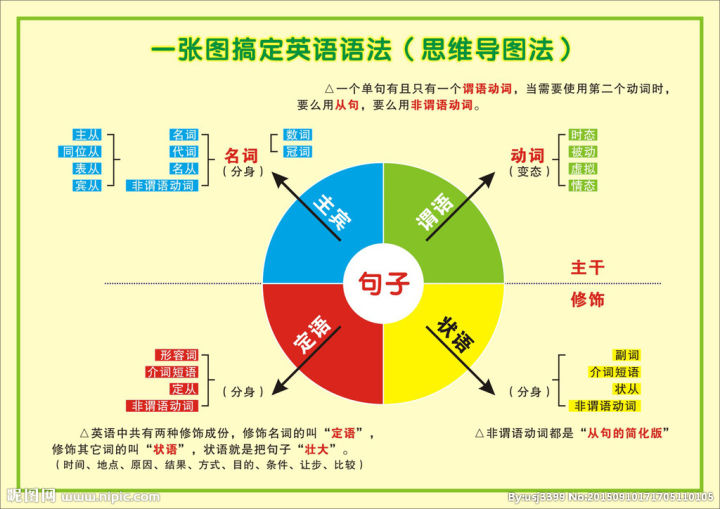 一张图搞定英语语法（思维导图法）
△一个单句有且只有一个谓语动词，当需要使用第二个动词时，
要么用从句，要么用非谓语动词。
主从
同位从
表从
宾从
名词
代词
名从
非谓语动词
名词
（分身）
数词
冠词
动词
（变态）
时态
被动
虚拟
情态
主宾
谓语
句子
主干
修饰
定语
状语
形容词
介词短语
定从
非谓语动词
（分身）
（分身）
副词
介词短语
状从
非谓语动词
△英语中共有两种修饰成份，修饰名词的叫“定语”，
修饰其它词的叫“状语”，状语就是把句子“壮大”。
（时间、地点、原因、结果、方式、目的、条件、让步、比较）
△非谓语动词都是“从句的简化版”
昵图网 www.nipic.com
By:usj3399 No:20150910171705110105